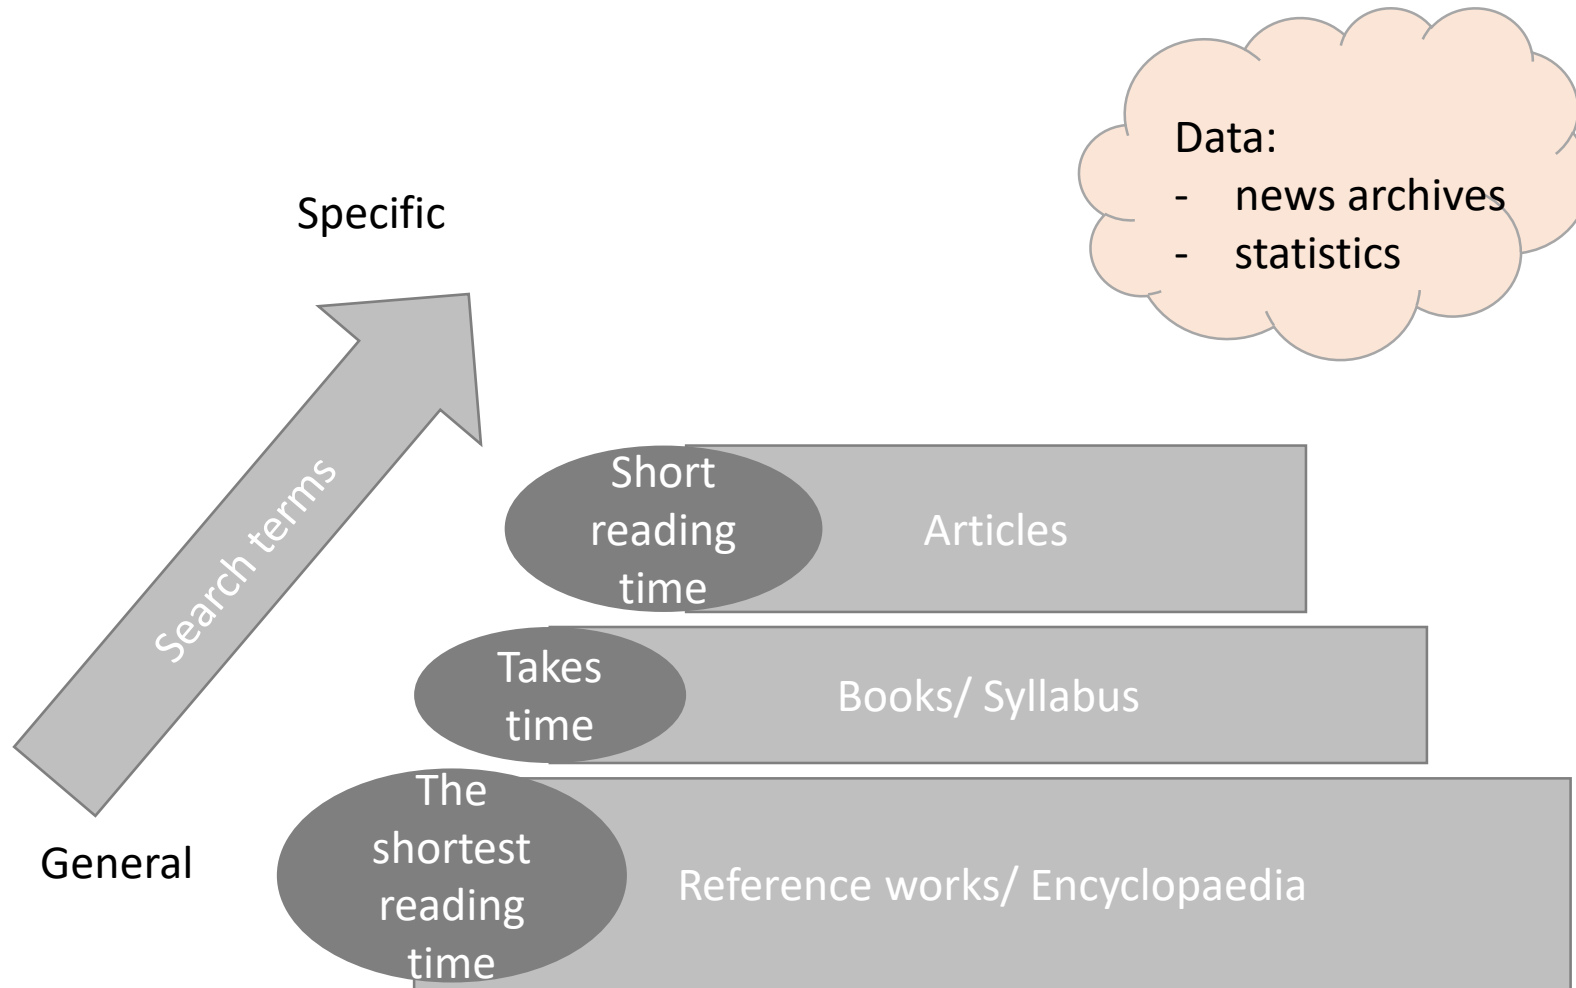 Data:
- news archives
- statistics
Specific
Search terms
General
Short
reading
time
Articles
Takes
time
Books/ Syllabus
The
shortest
reading
time
Reference works/ Encyclopaedia